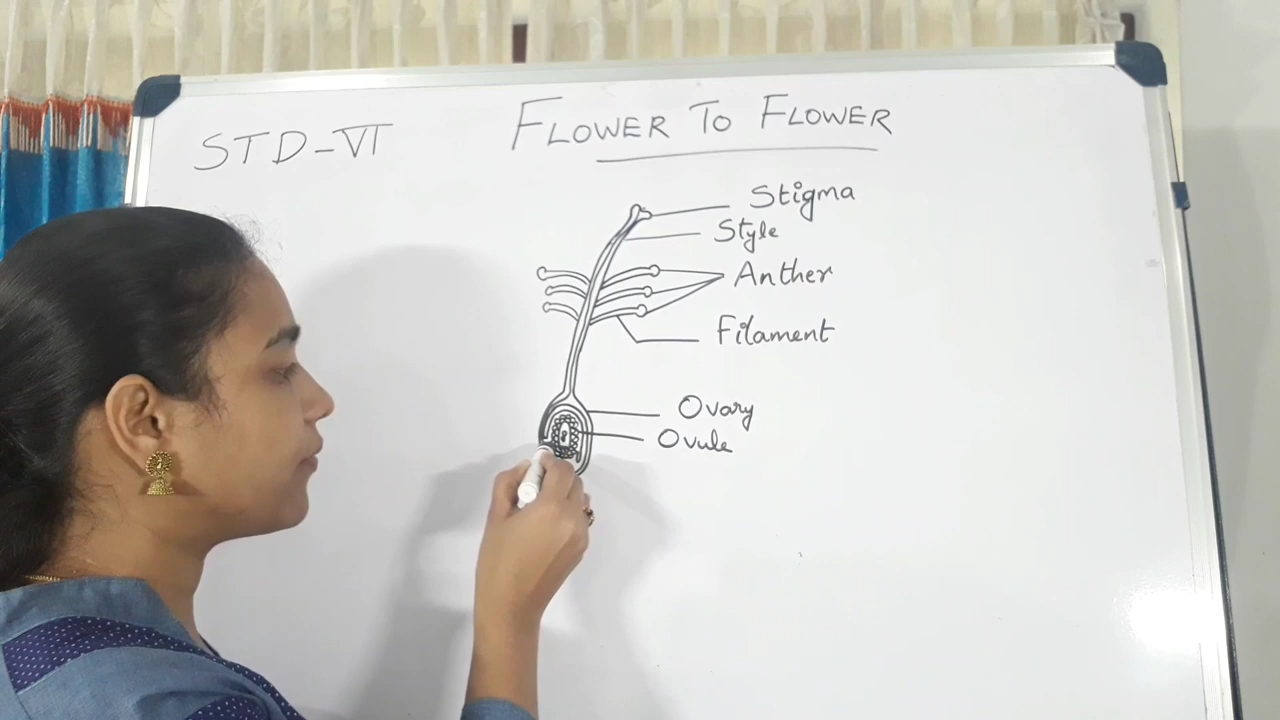 STD-VI
FLOWER TO FLOWER
Stigma
Style
Anther
Filament
Ovary
Ovule